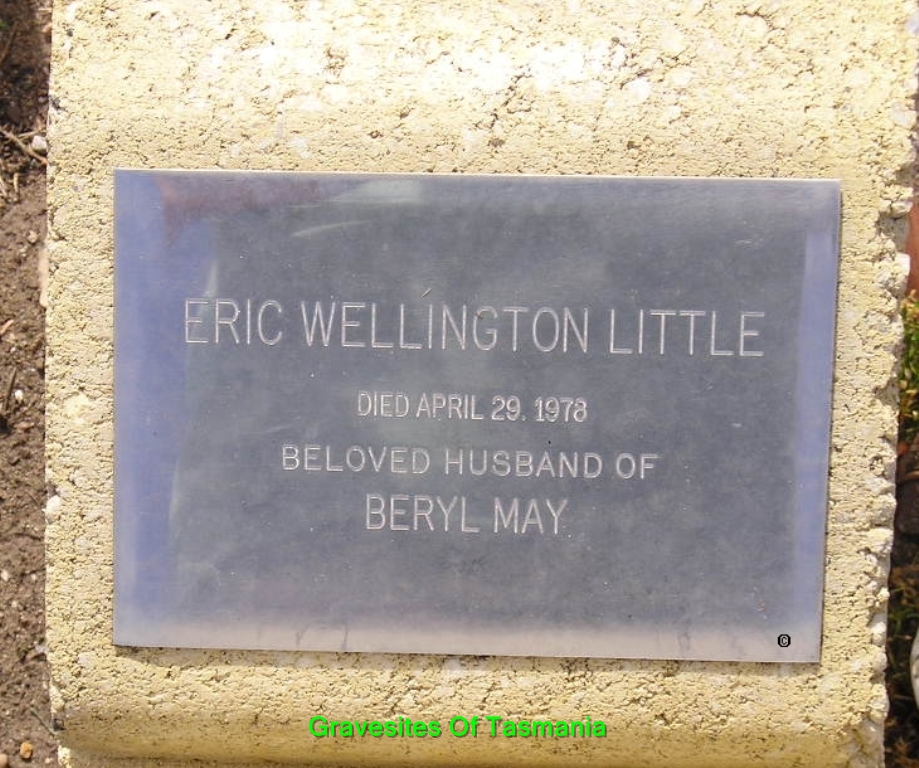 ERIC WELLINGTON LITTLE
DIED APRIL 29. 1978
BELOVED HUSBAND OF
BERYL MAY
©
Gravesites Of Tasmania